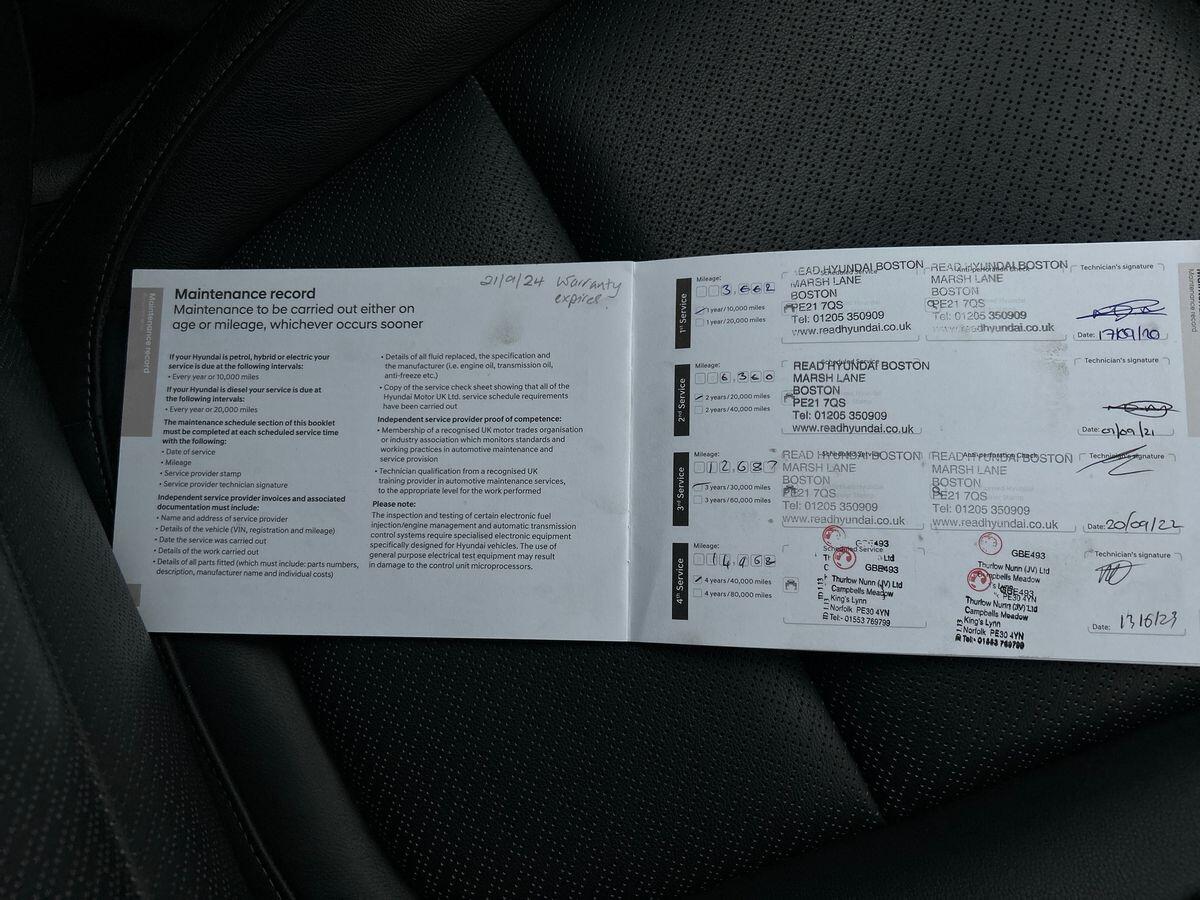 Maintenance record
21/9/24 Warranty
expires
Maintenance record
Maintenance to be carried out either on
age or mileage, whichever occurs sooner
If your Hyundai is petrol, hybrid or electric your
service is due at the following intervals:
• Every year or 10,000 miles
If your Hyundai is diesel your service is due at
the following intervals:
• Every year or 20,000 miles
The maintenance schedule section of this booklet
must be completed at each scheduled service time
with the following:
• Date of service
• Mileage
• Service provider stamp
• Service provider technician signature
Independent service provider invoices and associated
documentation must include:
• Name and address of service provider
• Details of the vehicle (VIN, registration and mileage)
• Date the service was carried out
• Details of the work carried out
• Details of all parts fitted (which must include: parts numbers,
description, manufacturer name and individual costs)
• Details of all fluid replaced, the specification and
the manufacturer (i.e. engine oil, transmission oil,
anti-freeze etc.)
• Copy of the service check sheet showing that all of the
Hyundai Motor UK Ltd. service schedule requirements
have been carried out
Independent service provider proof of competence:
• Membership of a recognised UK motor trades organisation
or industry association which monitors standards and
working practices in automotive maintenance and
service provision
• Technician qualification from a recognised UK
training provider in automotive maintenance services,
to the appropriate level for the work performed
Please note:
The inspection and testing of certain electronic fuel
injection/engine management and automatic transmission
control systems require specialised electronic equipment
specifically designed for Hyundai vehicles. The use of
general purpose electrical test equipment may result
in damage to the control unit microprocessors.
1st Service
Mileage:
3,662
1 year/10,000 miles
1 year/20,000 miles
Scheduled Service
EAD HYUNDAI BOSTON
MARSH LANE
BOSTON
PE21 7QS
Tel: 01205 350909
www.readhyundai.co.uk
READ HYUNDAI BOSTON
MARSH LANE
BOSTON
PE21 7QS
Tel: 01205 350909
www.readhyundai.co.uk
Technician's signature
Date: 17/09/20
2nd Service
Mileage:
6,360
2 years/20,000 miles
2 years/40,000 miles
Scheduled Service
READ HYUNDAI BOSTON
MARSH LANE
BOSTON
PE21 7QS
Tel: 01205 350909
www.readhyundai.co.uk
Technician's signature
Date: 07/09/21
3rd Service
Mileage:
12,687
3 years/30,000 miles
3 years/60,000 miles
READ HYUNDAI BOSTON
MARSH LANE
BOSTON
PE21 7QS
Tel: 01205 350909
www.readhyundai.co.uk
READ HYUNDAI BOSTON
MARSH LANE
BOSTON
PE21 7QS
Tel: 01205 350909
www.readhyundai.co.uk
Technician's signature
Date: 20/09/22
4th Service
Mileage:
14,968
4 years/40,000 miles
4 years/80,000 miles
Scheduled Service
GBE493
Thurlow Nunn (JV) Ltd
Campbells Meadow
King's Lynn
Norfolk PE30 4YN
Tel:- 01553 769799
GBE493
Thurlow Nunn (JV) Ltd
Campbells Meadow
GBE493
Thurlow Nunn (JV) Ltd
Campbells Meadow
King's Lynn
Norfolk PE30 4YN
Tel:- 01553 769799
Technician's signature
Date: